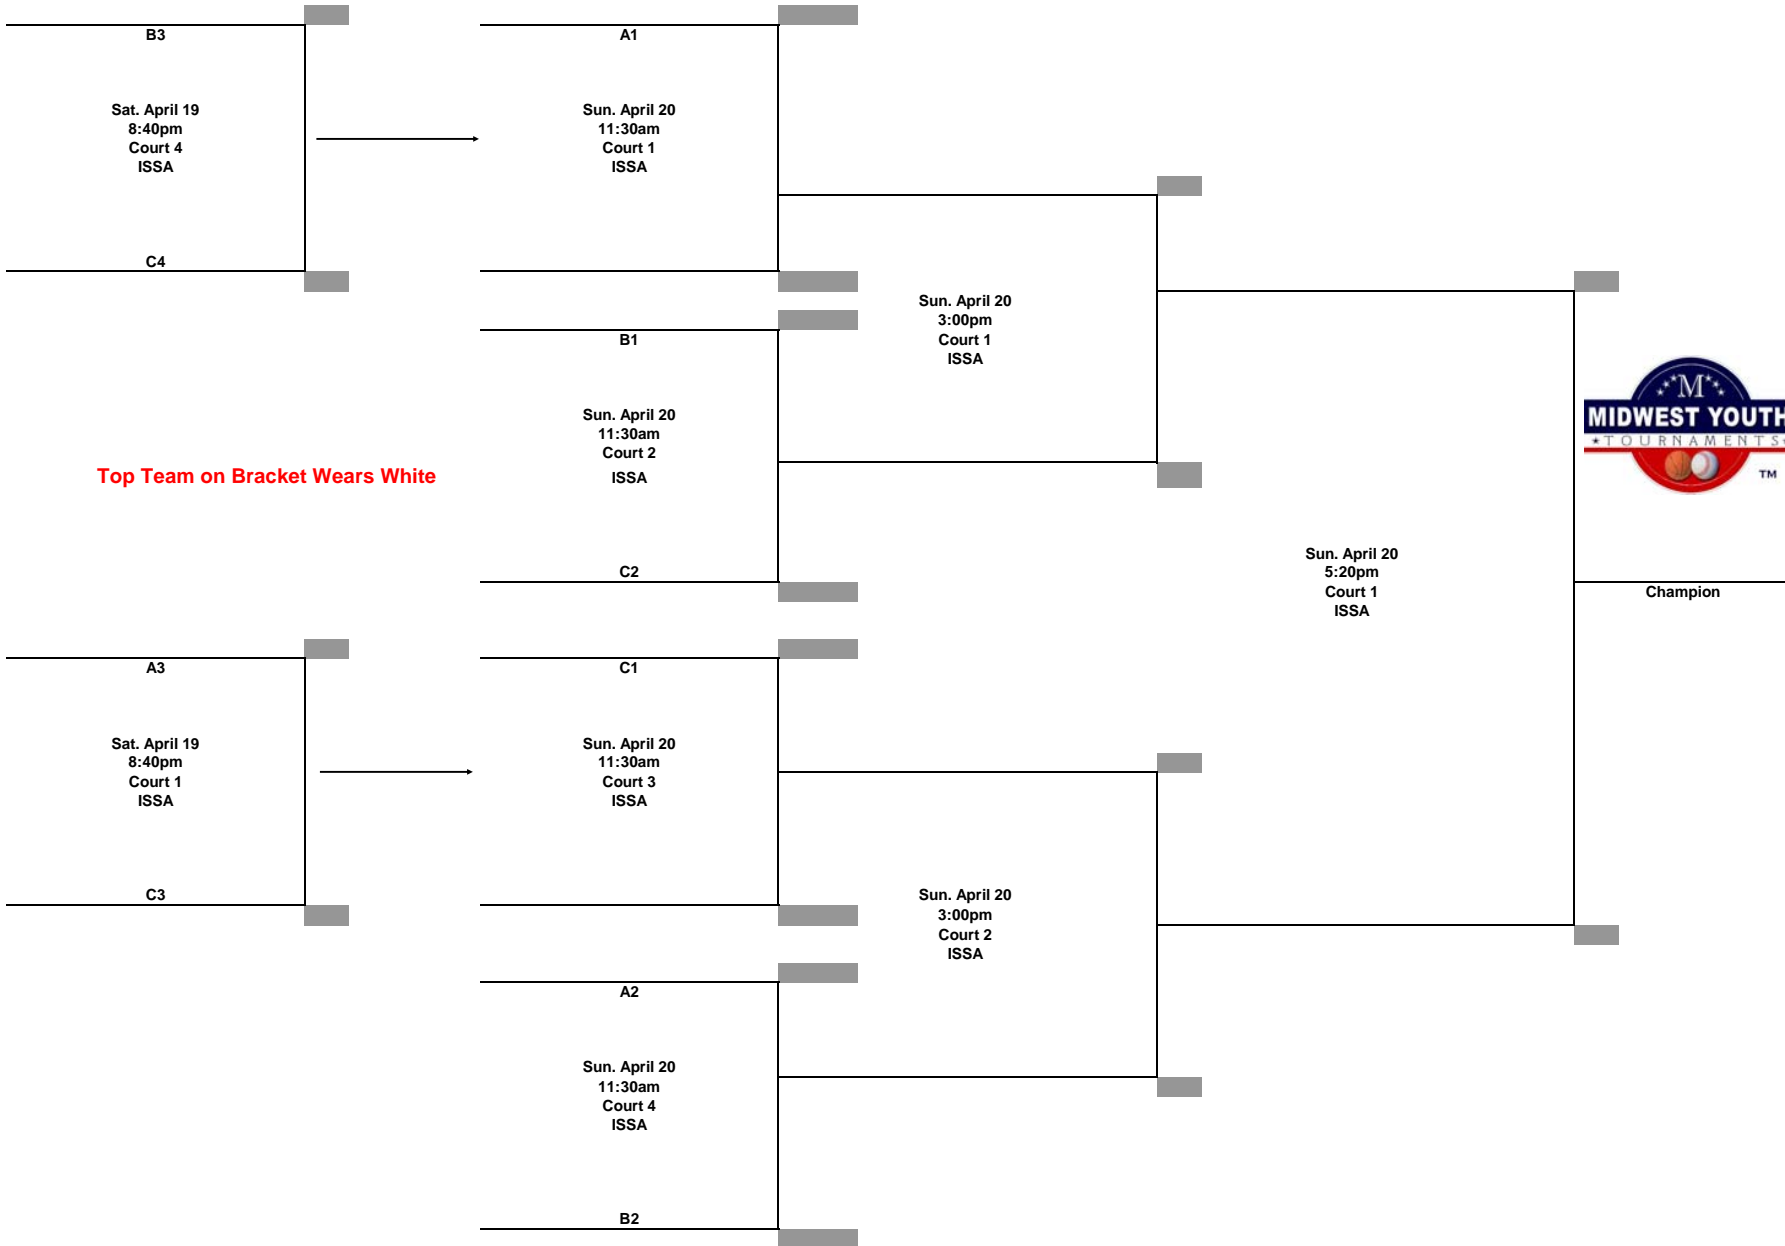 B3
Sat. April 19
8:40pm
Court 4
ISSA
C4
A1
Sun. April 20
11:30am
Court 1
ISSA
B1
Sun. April 20
11:30am
Court 2
ISSA
C2
Top Team on Bracket Wears White
A3
Sat. April 19
8:40pm
Court 1
ISSA
C3
C1
Sun. April 20
11:30am
Court 3
ISSA
A2
Sun. April 20
11:30am
Court 4
ISSA
B2
Sun. April 20
3:00pm
Court 1
ISSA
Sun. April 20
3:00pm
Court 2
ISSA
Sun. April 20
5:20pm
Court 1
ISSA
M
MIDWEST YOUTH
TOURNAMENTS
TM
Champion